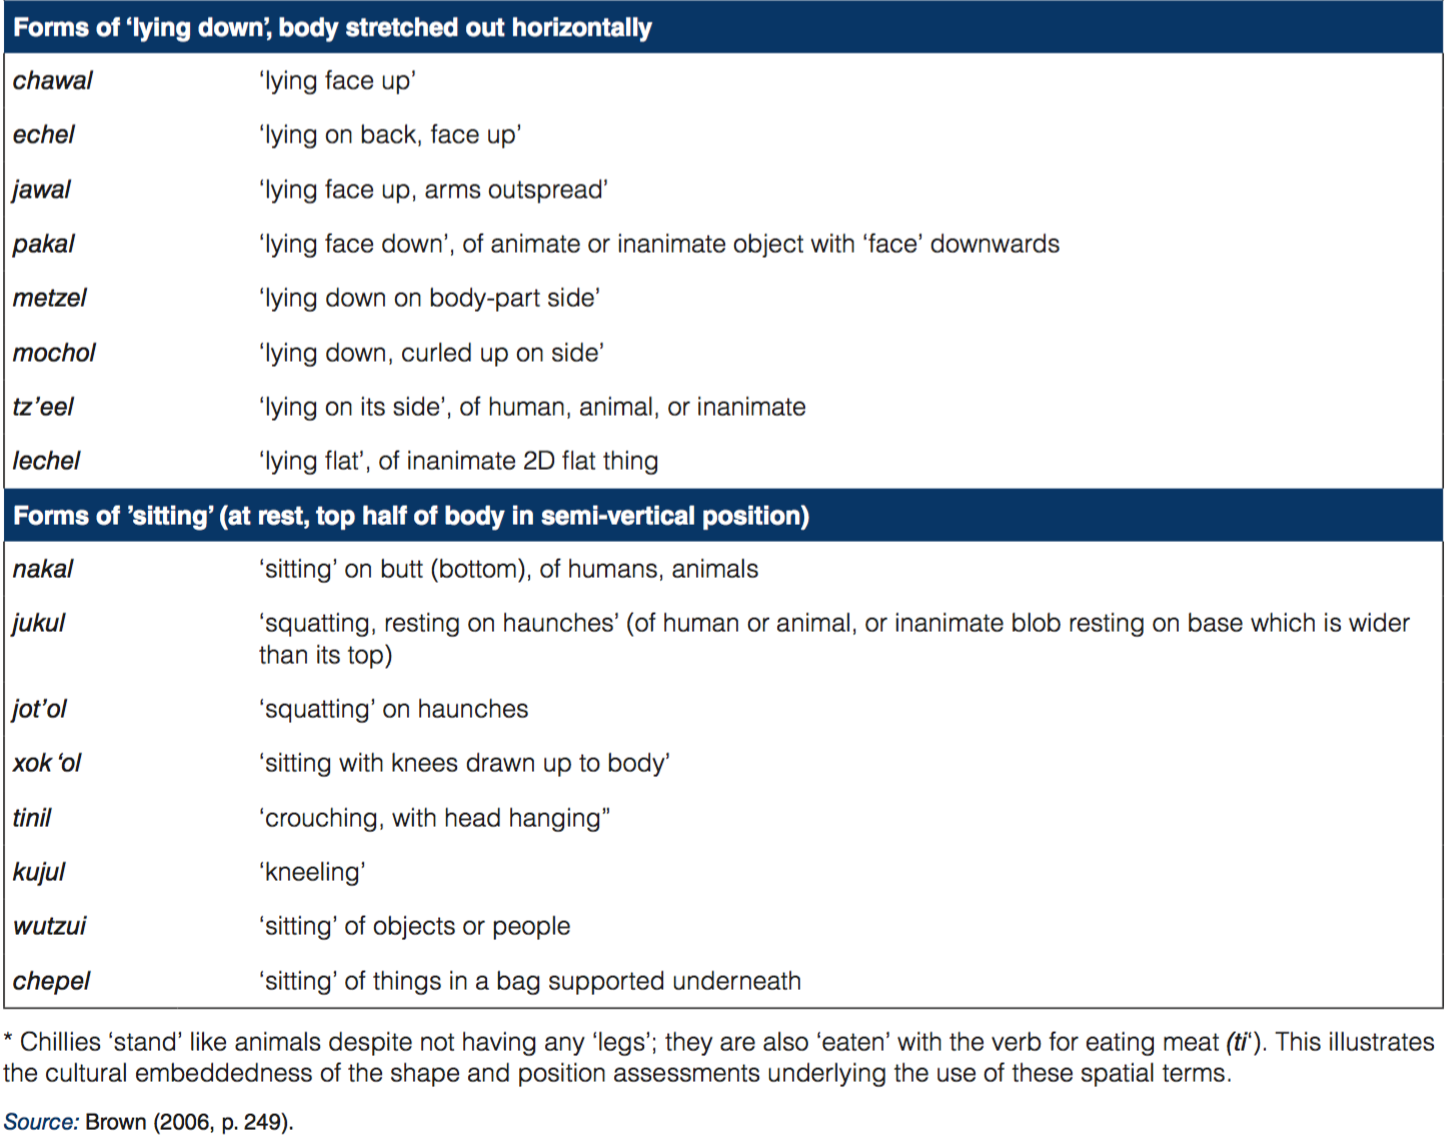 Forms of ‘lying down’, body stretched out horizontally
chawal ‘lying face up’
echel ‘lying on back, face up’
jawal ‘lying face up, arms outspread’
pakal ‘lying face down’, of animate or inanimate object with ‘face’ downwards
metzel ‘lying down on body-part side’
mochol ‘lying down, curled up on side’
tz’eel ‘lying on its side’, of human, animal, or inanimate
lechel ‘lying flat’, of inanimate 2D flat thing
Forms of ’sitting’ (at rest, top half of body in semi-vertical position)
nakal ‘sitting’ on butt (bottom), of humans, animals
jukul ‘squatting, resting on haunches’ (of human or animal, or inanimate blob resting on base which is wider
than its top)
jot’ol ‘squatting’ on haunches
xok ‘ol ‘sitting with knees drawn up to body’
tinil ‘crouching, with head hanging”
kujul ‘kneeling’
wutzui ‘sitting’ of objects or people
chepel ‘sitting’ of things in a bag supported underneath
* Chillies ‘stand’ like animals despite not having any ‘legs’; they are also ‘eaten’ with the verb for eating meat (ti‘). This illustrates
the cultural embeddedness of the shape and position assessments underlying the use of these spatial terms.
Source: Brown (2006, p. 249).